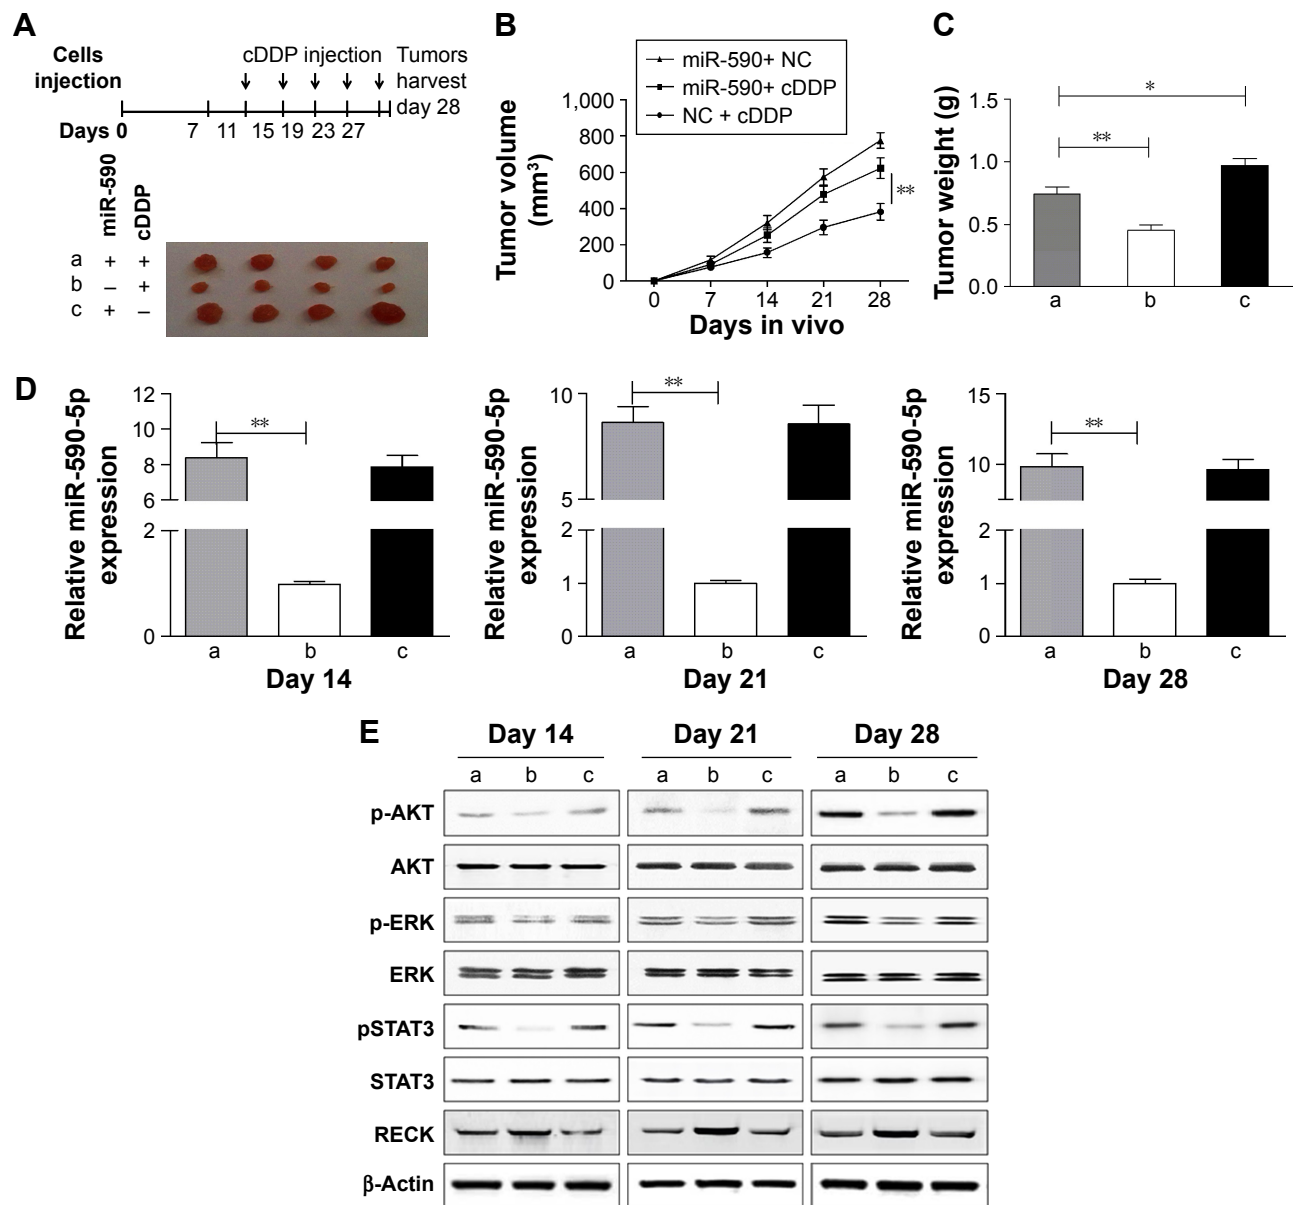 A
Cells injection
cDDP injection
Tumors harvest day 28
Days 0 7 11 15 19 23 27
miR-590
cDDP
a + +
b – +
c + –
B
miR-590+ NC
miR-590+ cDDP
NC + cDDP
Tumor volume (mm³)
1,000
800
600
400
200
0
**
0 7 14 21 28
Days in vivo
C
Tumor weight (g)
1.5
1.0
0.5
0.0
*
**
a b c
D
Relative miR-590-5p expression
12
10
8
6
2
0
**
a b c
Day 14
Relative miR-590-5p expression
10
5
2
1
0
**
a b c
Day 21
Relative miR-590-5p expression
15
10
2
1
0
**
a b c
Day 28
E
Day 14 Day 21 Day 28
a b c a b c a b c
p-AKT
AKT
p-ERK
ERK
pSTAT3
STAT3
RECK
β-Actin